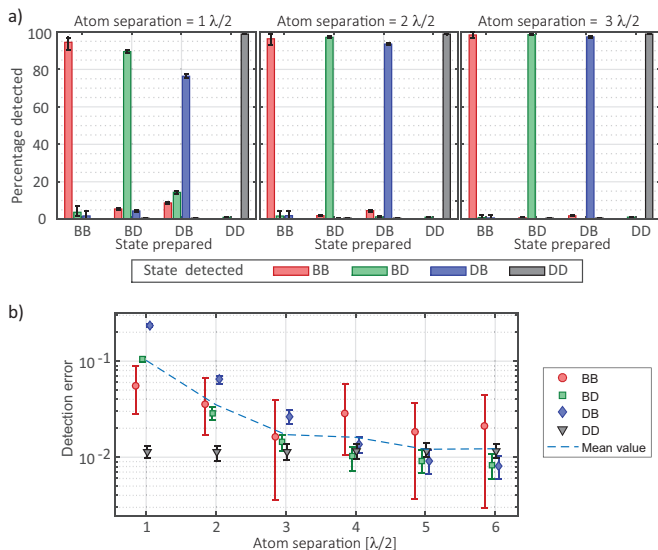 a)
Atom separation = 1 λ/2
Atom separation = 2 λ/2
Atom separation = 3 λ/2
Percentage detected
100
80
60
40
20
0
BB BD DB DD
BB BD DB DD
BB BD DB DD
State prepared
State prepared
State prepared
State detected BB BD DB DD
b)
Detection error
10⁻¹
10⁻²
1 2 3 4 5 6
Atom separation [λ/2]
BB
BD
DB
DD
Mean value